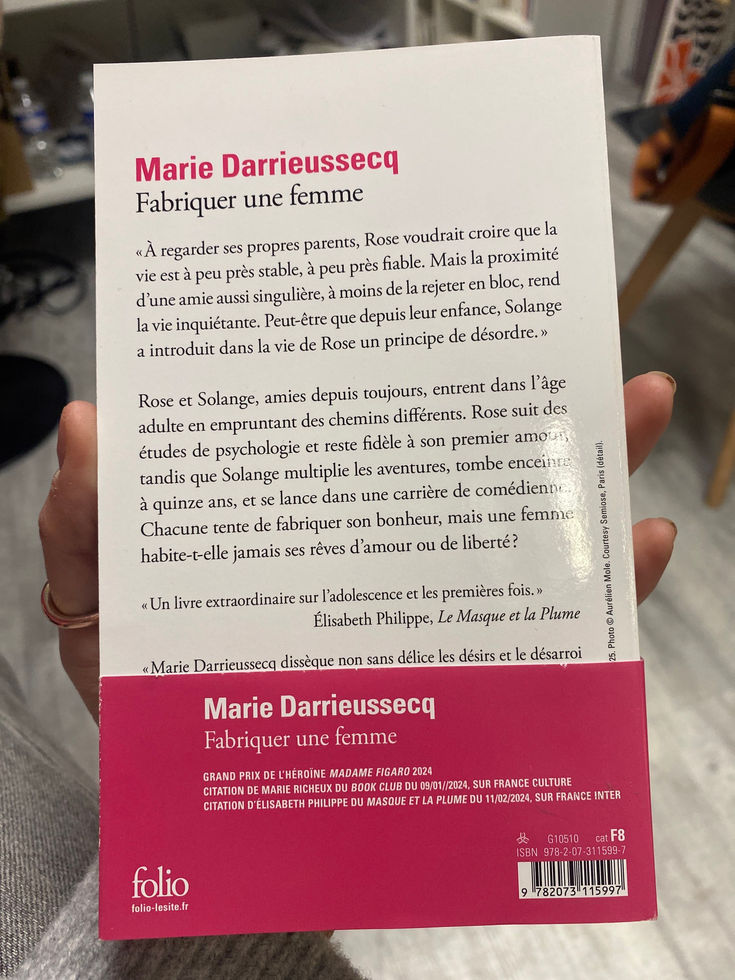 Marie Darrieussecq
Fabriquer une femme
« À regarder ses propres parents, Rose voudrait croire que la
vie est à peu près stable, à peu près fiable. Mais la proximité
d’une amie aussi singulière, à moins de la rejeter en bloc, rend
la vie inquiétante. Peut-être que depuis leur enfance, Solange
a introduit dans la vie de Rose un principe de désordre. »
Rose et Solange, amies depuis toujours, entrent dans l’âge
adulte en empruntant des chemins différents. Rose suit des
études de psychologie et reste fidèle à son premier amour,
tandis que Solange multiplie les aventures, tombe enceinte
à quinze ans, et se lance dans une carrière de comédienne.
Chacune tente de fabriquer son bonheur, mais une femme
habite-t-elle jamais ses rêves d’amour ou de liberté ?
« Un livre extraordinaire sur l’adolescence et les premières fois. »
Élisabeth Philippe, Le Masque et la Plume
« Marie Darrieussecq dissèque non sans délice les désirs et le désarroi
25. Photo © Aurélien Mole. Courtesy Semiose, Paris (détail).
Marie Darrieussecq
Fabriquer une femme
GRAND PRIX DE L’HÉROÏNE MADAME FIGARO 2024
CITATION DE MARIE RICHEUX DU BOOK CLUB DU 09/01//2024, SUR FRANCE CULTURE
CITATION D’ÉLISABETH PHILIPPE DU MASQUE ET LA PLUME DU 11/02/2024, SUR FRANCE INTER
G10510 cat F8
ISBN 978-2-07-311599-7
9 782073 115997
folio
folio-lesite.fr